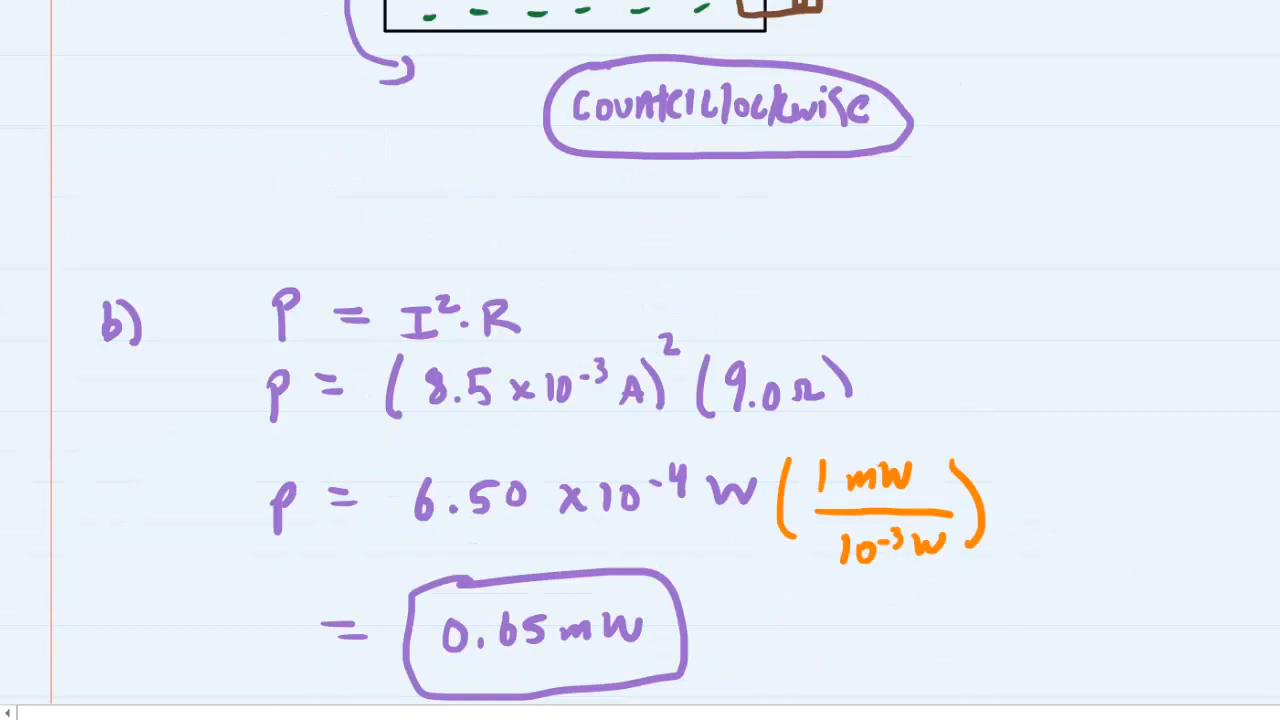 Counterclockwise
b) P = I².R
P = (8.5 x 10⁻³ A)² (9.0 Ω)
P = 6.50 x 10⁻⁴ W (1 mW / 10⁻³ W)
= 0.65 mW